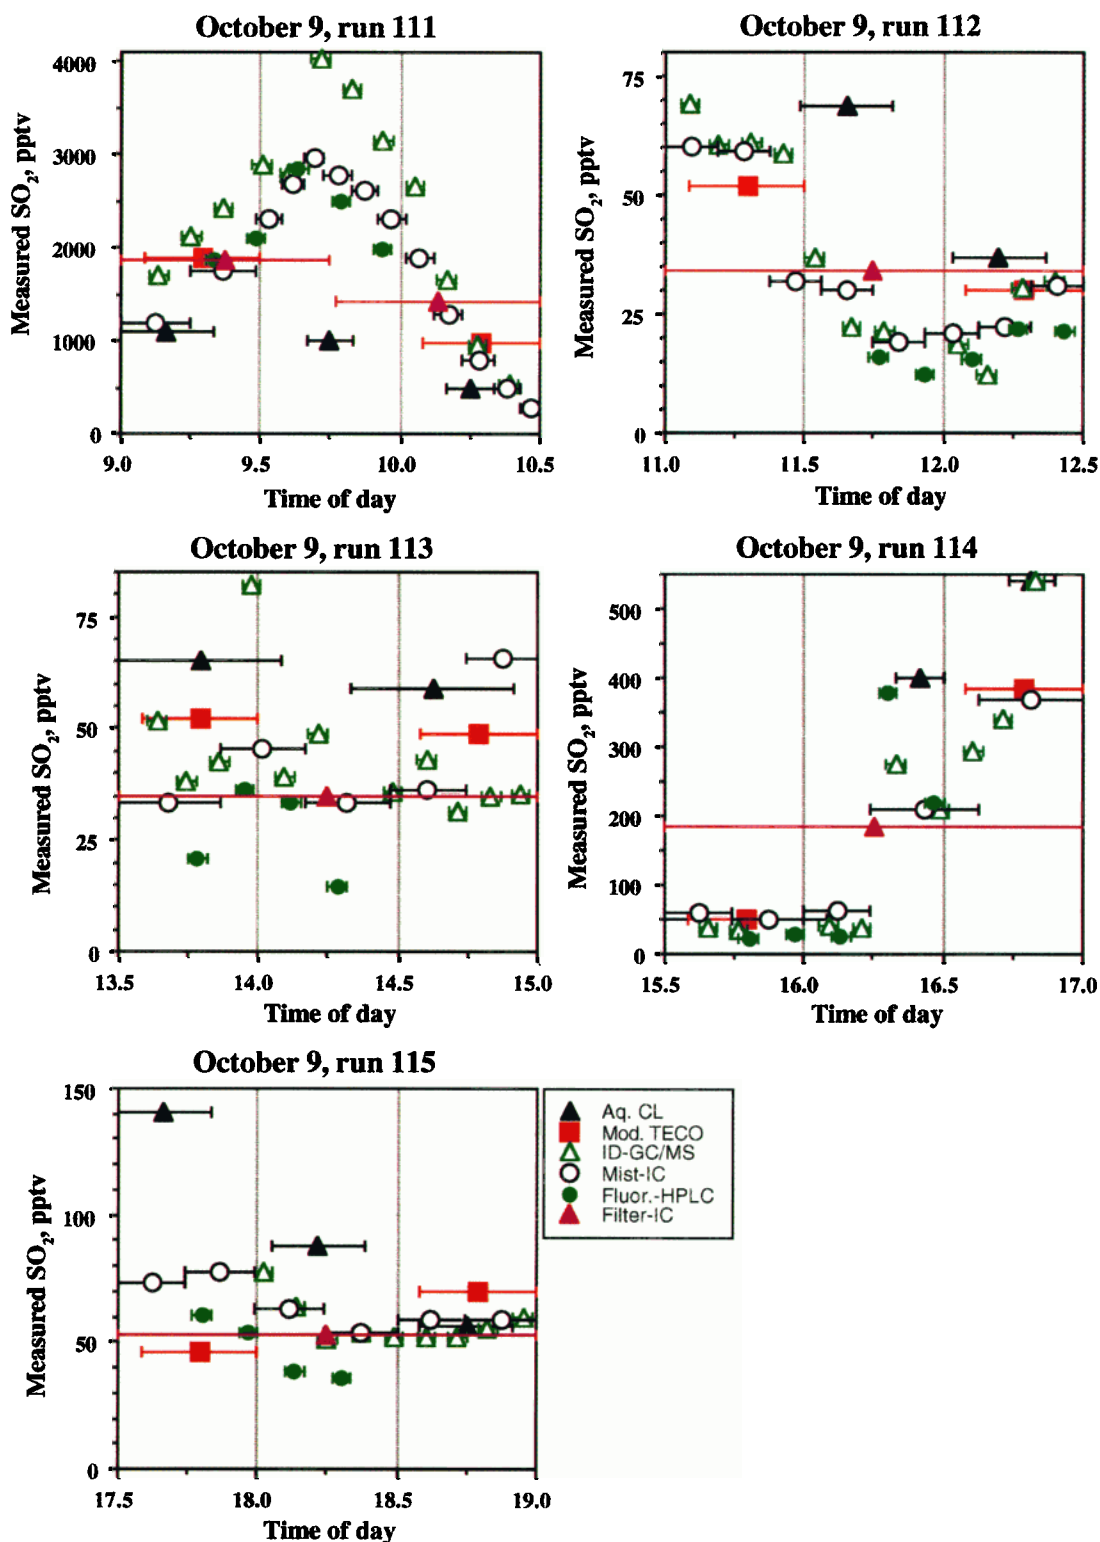 October 9, run 111
October 9, run 112
Measured SO2, pptv
4000
3000
2000
1000
0
9.0 9.5 10.0 10.5
Time of day
Measured SO2, pptv
75
50
25
0
11.0 11.5 12.0 12.5
Time of day
October 9, run 113
October 9, run 114
Measured SO2, pptv
75
50
25
0
13.5 14.0 14.5 15.0
Time of day
Measured SO2, pptv
500
400
300
200
100
0
15.5 16.0 16.5 17.0
Time of day
October 9, run 115
Measured SO2, pptv
150
100
50
0
17.5 18.0 18.5 19.0
Time of day
Aq. CL
Mod. TECO
ID-GC/MS
Mist-IC
Fluor.-HPLC
Filter-IC